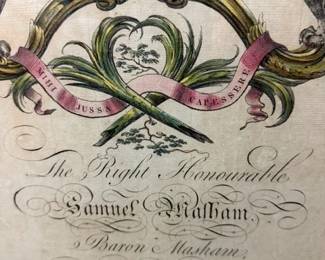 MIHI JUSSA CAPESSERE
The Right Honourable
Samuel Masham,
Baron Masham,